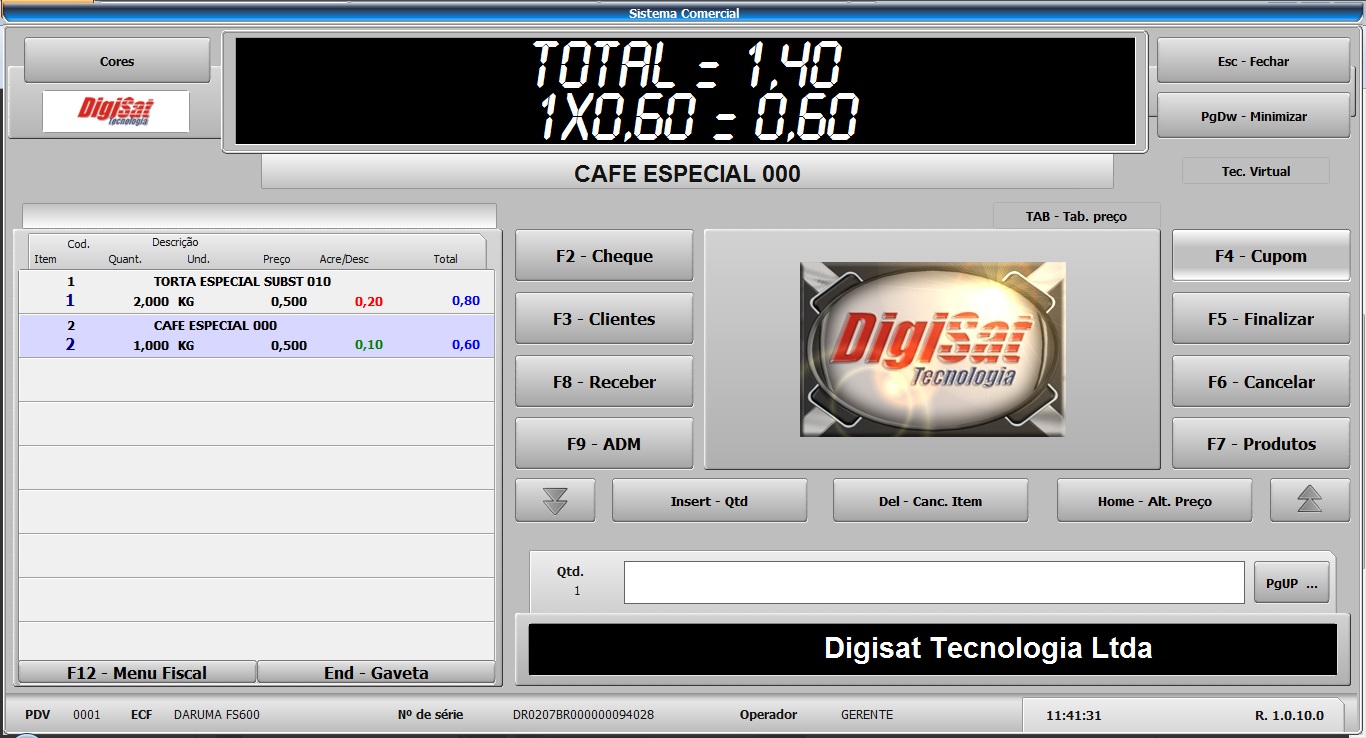 Sistema Comercial
Cores
DigiSat
Tecnologia
TOTAL = 1,40
1X0,60 = 0,60
CAFE ESPECIAL 000
Esc - Fechar
PgDw - Minimizar
Tec. Virtual
TAB - Tab. preço
Cod. Descrição
Item Quant. Und. Preço Acre/Desc Total
1 TORTA ESPECIAL SUBST 010
1 2,000 KG 0,500 0,20 0,80
2 CAFE ESPECIAL 000
2 1,000 KG 0,500 0,10 0,60
F12 - Menu Fiscal End - Gaveta
F2 - Cheque
F3 - Clientes
F8 - Receber
F9 - ADM
DigiSat
Tecnologia
F4 - Cupom
F5 - Finalizar
F6 - Cancelar
F7 - Produtos
Insert - Qtd Del - Canc. Item Home - Alt. Preço
Qtd.
1
PgUP ...
Digisat Tecnologia Ltda
PDV 0001 ECF DARUMA FS600 Nº de série DR0207BR000000094028 Operador GERENTE 11:41:31 R. 1.0.10.0